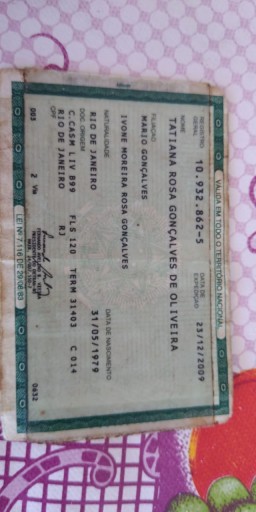 VALIDA EM TODO O TERRITÓRIO NACIONAL
REGISTRO GERAL 10.932.862-5 DATA DE EXPEDIÇÃO 23/12/2009
NOME
TATIANA ROSA GONÇALVES DE OLIVEIRA
FILIAÇÃO
MARIO GONÇALVES
IVONE MOREIRA ROSA GONÇALVES
NATURALIDADE DATA DE NASCIMENTO
RIO DE JANEIRO 31/05/1979
DOC. ORIGEM
C.CASM LIV B99 FLS 120 TERM 31403 C 014
RIO DE JANEIRO RJ
CPF
003 2 Via 0632
LEI Nº 7.116 DE 29/08/83